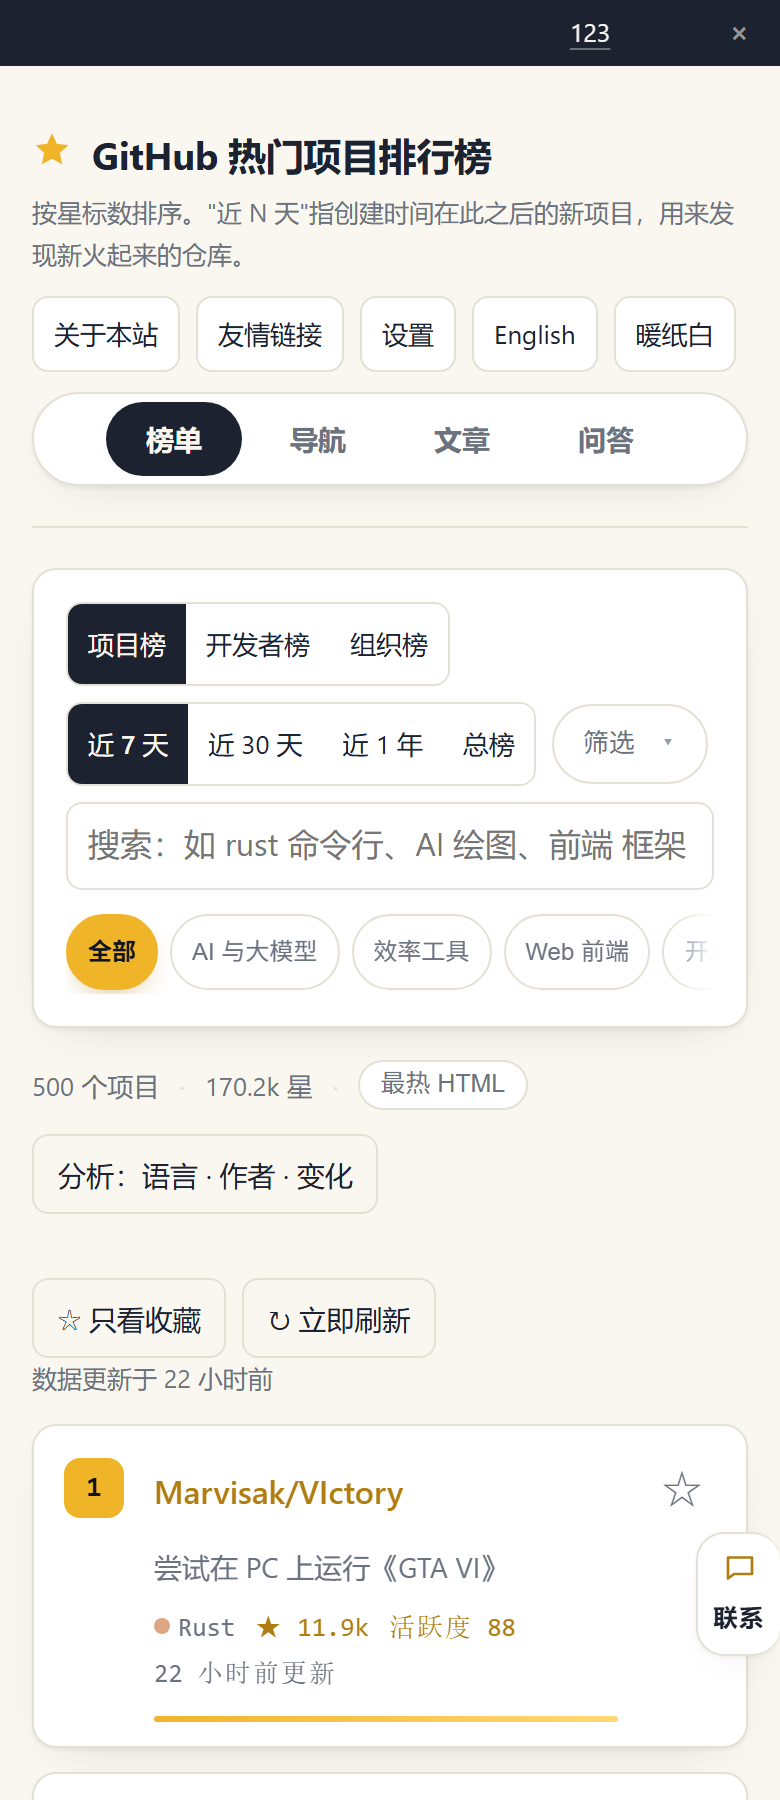 123 ×
GitHub 热门项目排行榜
按星标数排序。"近 N 天"指创建时间在此之后的新项目，用来发
现新火起来的仓库。
关于本站 友情链接 设置 English 暖纸白
榜单 导航 文章 问答
项目榜 开发者榜 组织榜
近 7 天 近 30 天 近 1 年 总榜 筛选 ▾
搜索：如 rust 命令行、AI 绘图、前端 框架
全部 AI 与大模型 效率工具 Web 前端 开
500 个项目 · 170.2k 星 · 最热 HTML
分析：语言 · 作者 · 变化
☆ 只看收藏 ↻ 立即刷新
数据更新于 22 小时前
1 Marvisak/VIctory ☆
尝试在 PC 上运行《GTA VI》
Rust ★ 11.9k 活跃度 88
22 小时前更新
联系